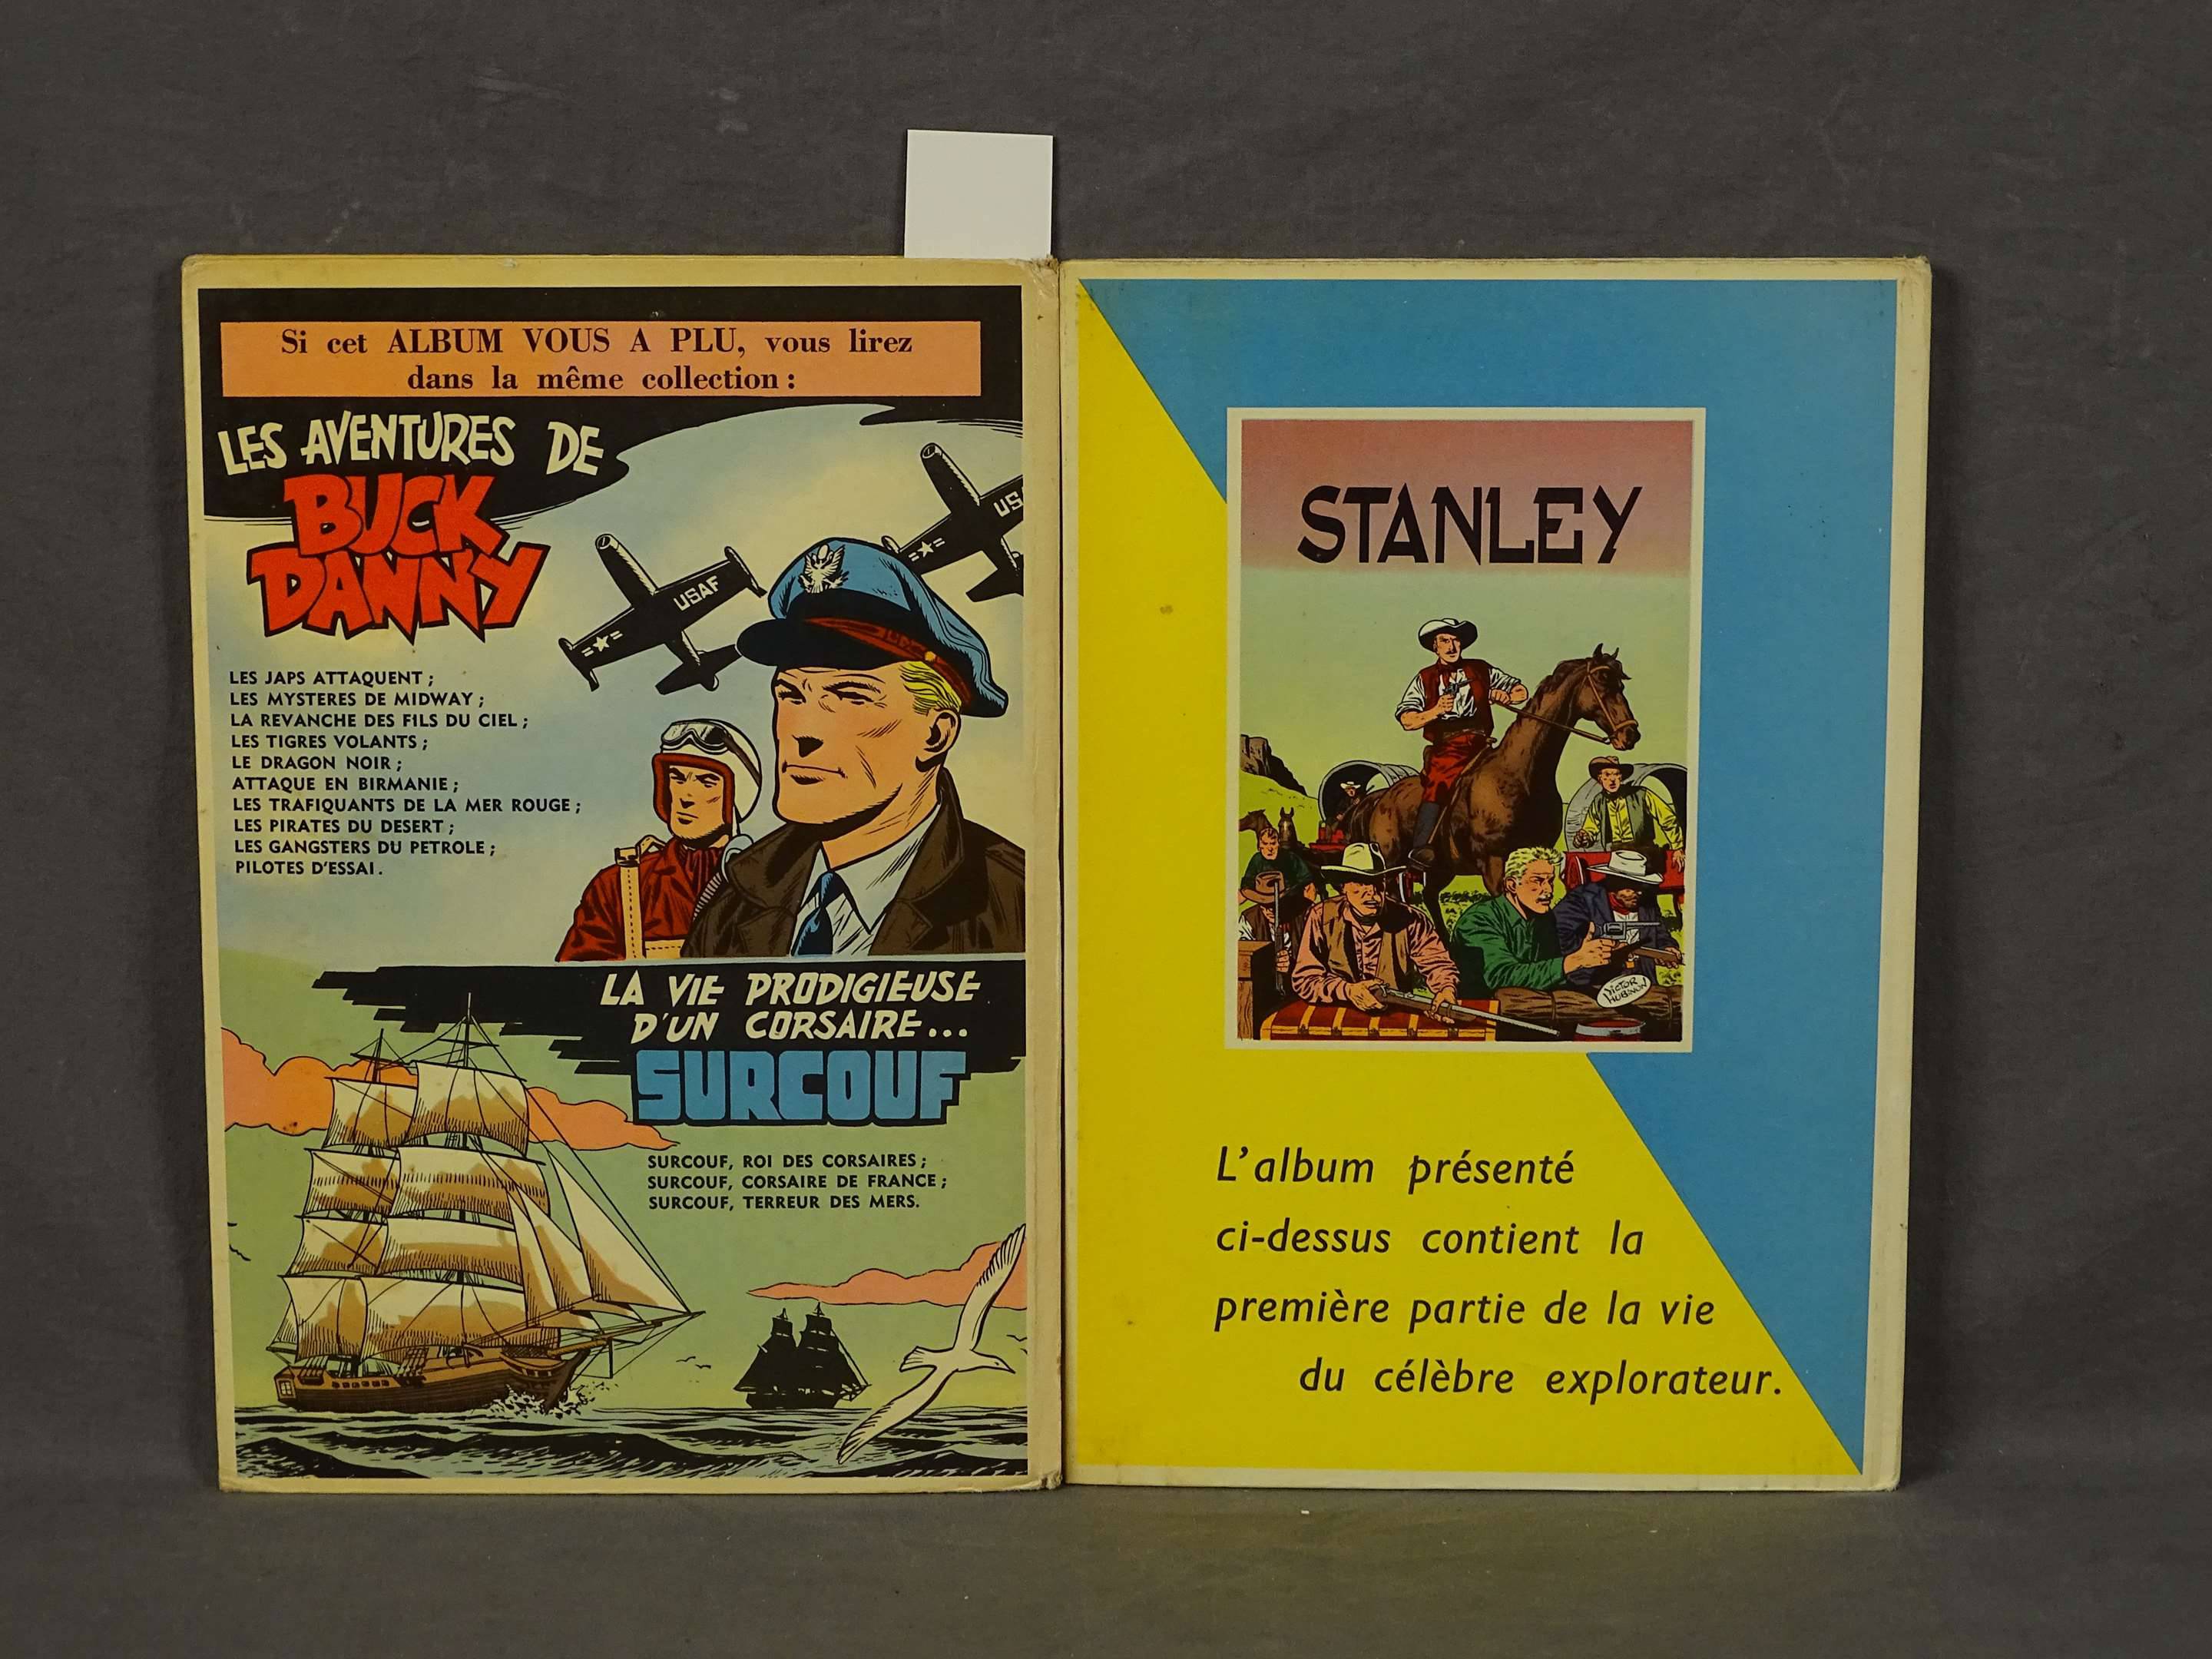 Si cet ALBUM VOUS A PLU, vous lirez
dans la même collection :
LES AVENTURES DE
BUCK
DANNY
USAF
US
LES JAPS ATTAQUENT ;
LES MYSTERES DE MIDWAY ;
LA REVANCHE DES FILS DU CIEL ;
LES TIGRES VOLANTS ;
LE DRAGON NOIR ;
ATTAQUE EN BIRMANIE ;
LES TRAFIQUANTS DE LA MER ROUGE ;
LES PIRATES DU DESERT ;
LES GANGSTERS DU PETROLE ;
PILOTES D'ESSAI.
LA VIE PRODIGIEUSE
D'UN CORSAIRE...
SURCOUF
SURCOUF, ROI DES CORSAIRES ;
SURCOUF, CORSAIRE DE FRANCE ;
SURCOUF, TERREUR DES MERS.
STANLEY
VICTOR
HUBINON
L'album présenté
ci-dessus contient la
première partie de la vie
du célèbre explorateur.